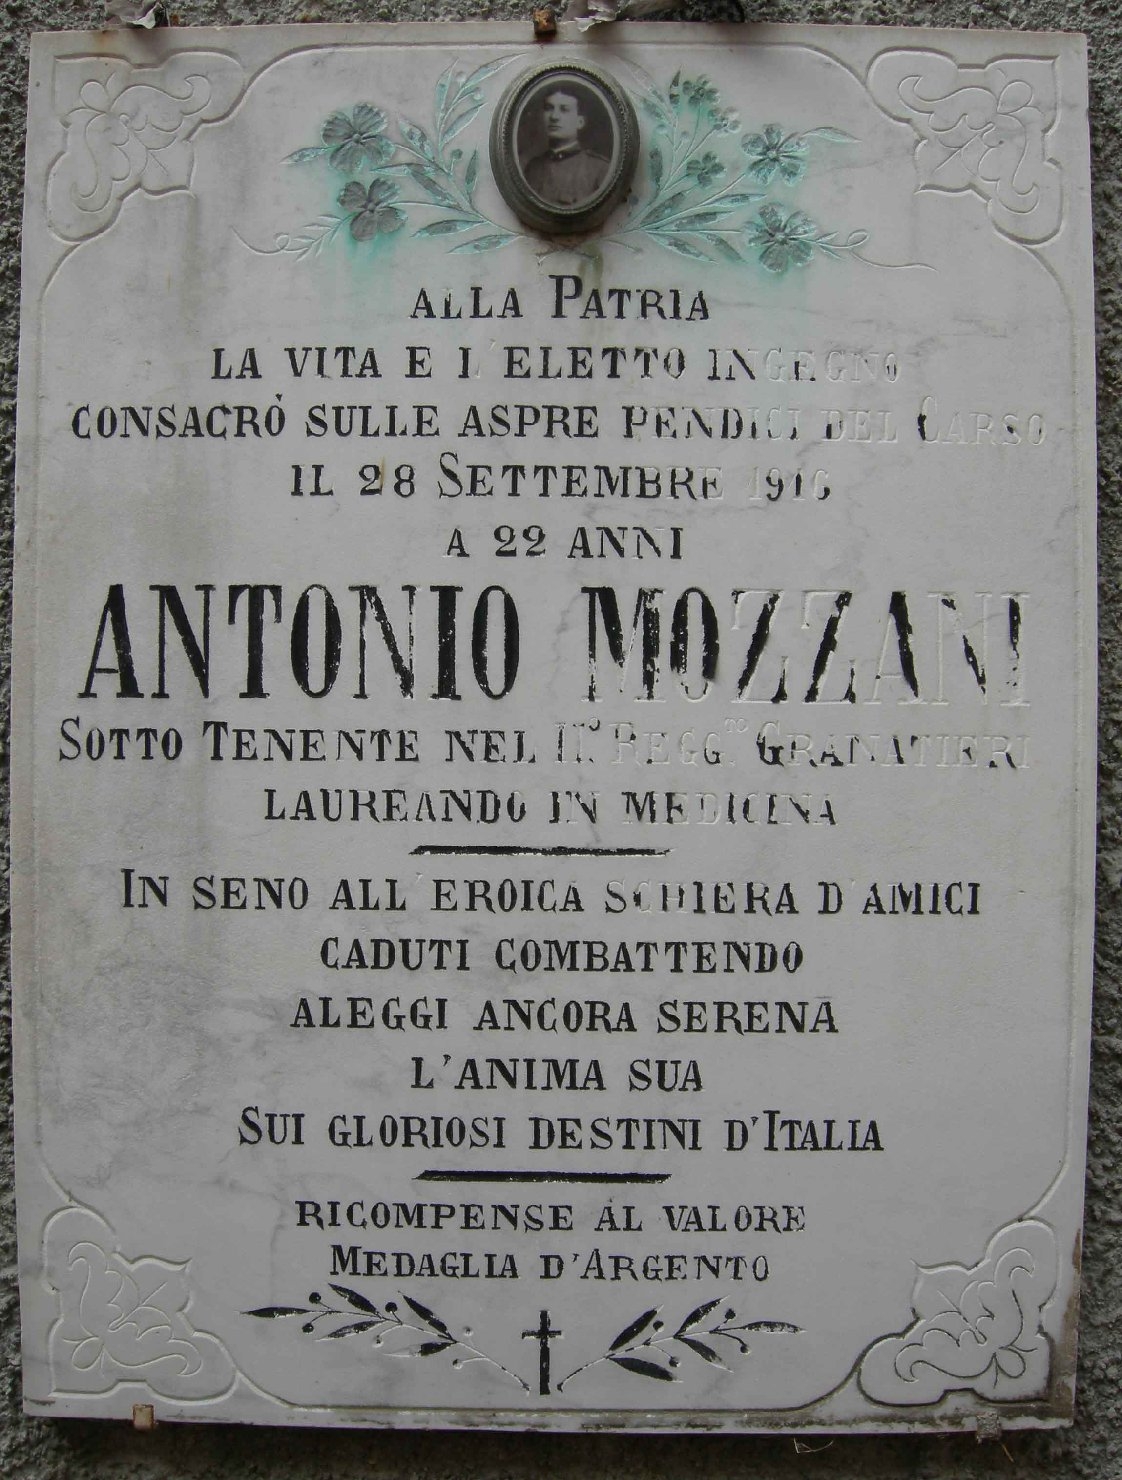 ALLA PATRIA
LA VITA E L'ELETTO INGEGNO
CONSACRÒ SULLE ASPRE PENDICI DEL CARSO
IL 28 SETTEMBRE 1916
A 22 ANNI
ANTONIO MOZZANI
SOTTO TENENTE NEL II° REGG.TO GRANATIERI
LAUREANDO IN MEDICINA
IN SENO ALL'EROICA SCHIERA D'AMICI
CADUTI COMBATTENDO
ALEGGI ANCORA SERENA
L'ANIMA SUA
SUI GLORIOSI DESTINI D'ITALIA
RICOMPENSE AL VALORE
MEDAGLIA D'ARGENTO